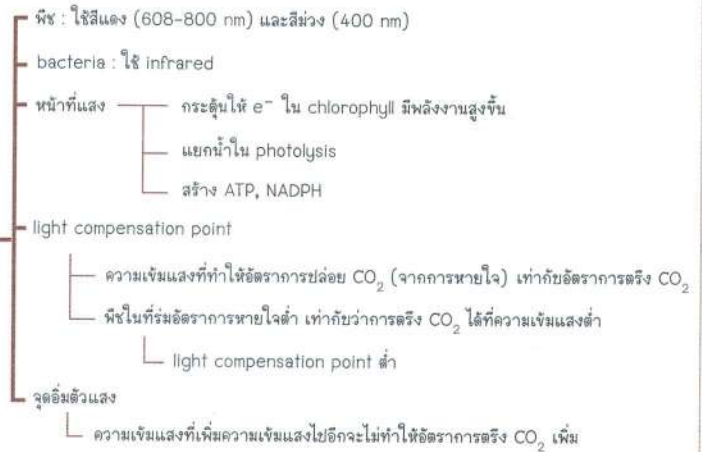 พืช : ใช้สีแดง (608-800 nm) และสีม่วง (400 nm)
bacteria : ใช้ infrared
หน้าที่แสง
กระตุ้นให้ e⁻ ใน chlorophyll มีพลังงานสูงขึ้น
แยกน้ำใน photolysis
สร้าง ATP, NADPH
light compensation point
ความเข้มแสงที่ทำให้อัตราการปล่อย CO₂ (จากการหายใจ) เท่ากับอัตราการตรึง CO₂
พืชในที่ร่มอัตราการหายใจต่ำ เท่ากับว่าการตรึง CO₂ ได้ที่ความเข้มแสงต่ำ
light compensation point ต่ำ
จุดอิ่มตัวแสง
ความเข้มแสงที่เพิ่มความเข้มแสงไปอีกจะไม่ทำให้อัตราการตรึง CO₂ เพิ่ม